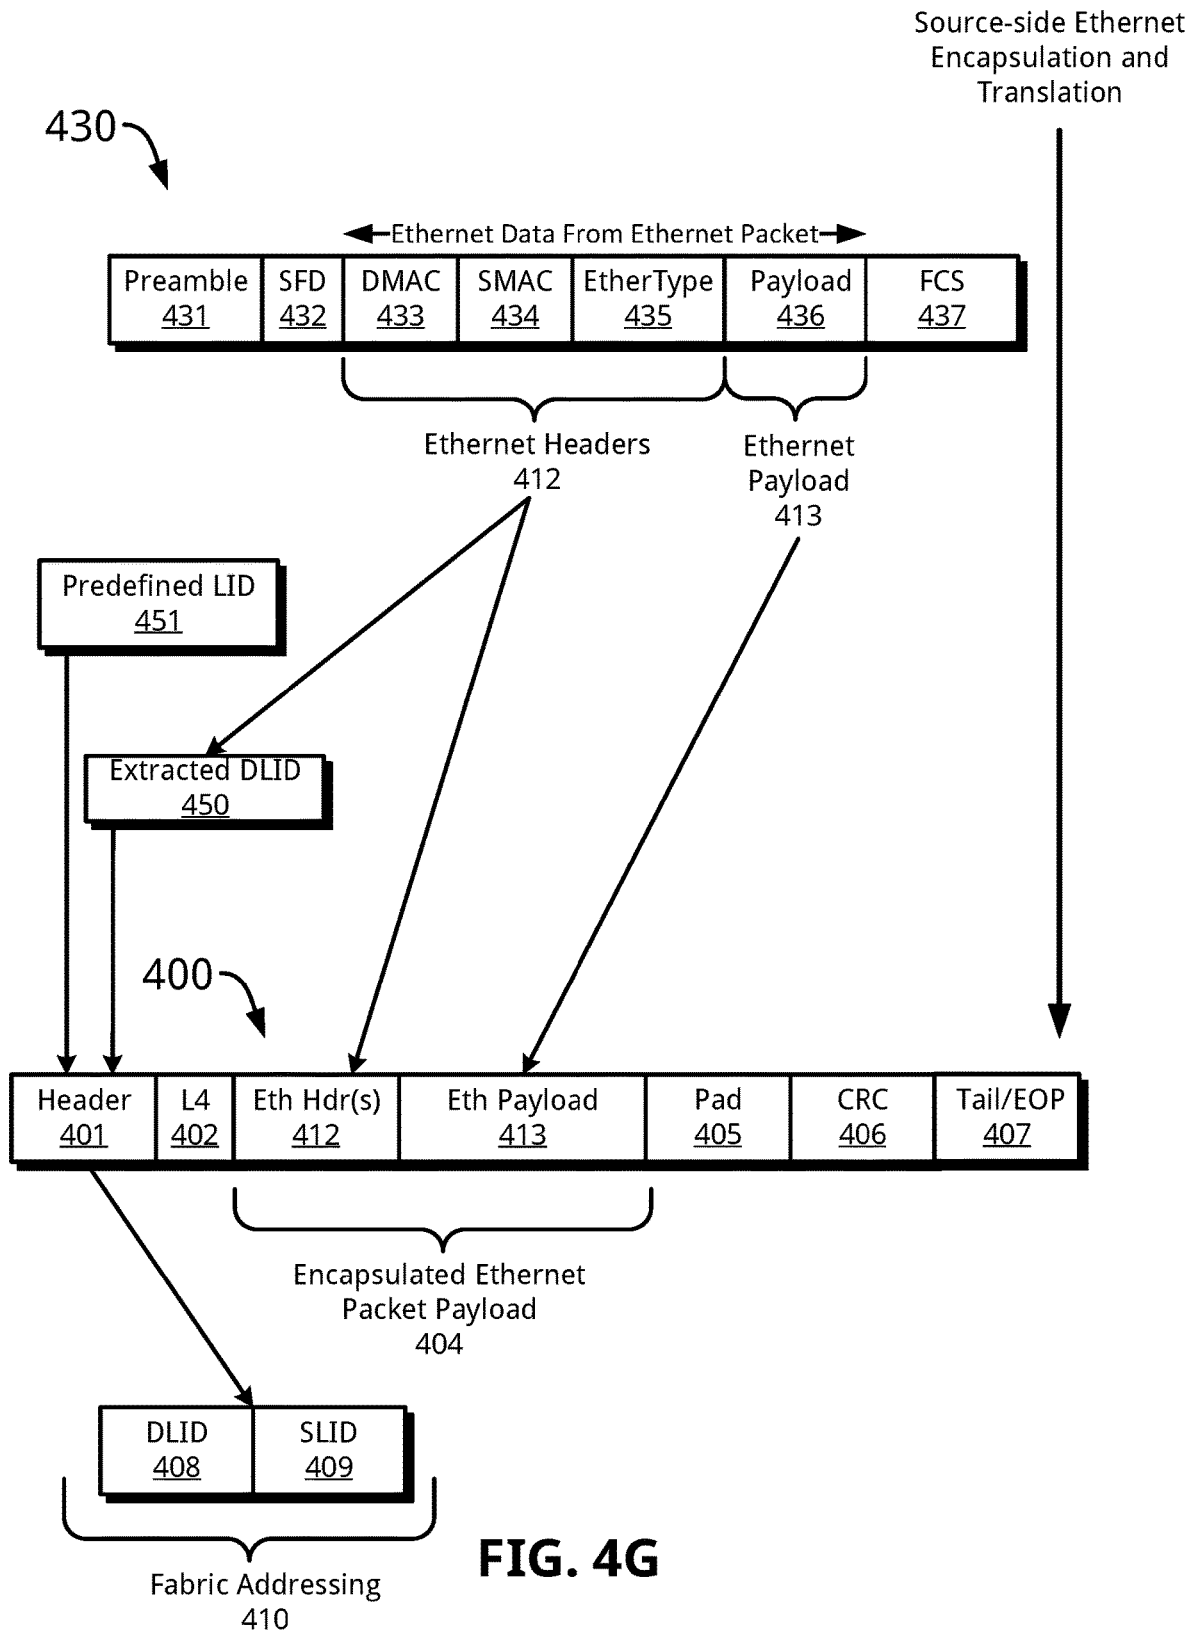 Source-side Ethernet
Encapsulation and
Translation
430
Ethernet Data From Ethernet Packet
Preamble
431
SFD
432
DMAC
433
SMAC
434
EtherType
435
Payload
436
FCS
437
Ethernet Headers
412
Ethernet
Payload
413
Predefined LID
451
Extracted DLID
450
400
Header
401
L4
402
Eth Hdr(s)
412
Eth Payload
413
Pad
405
CRC
406
Tail/EOP
407
Encapsulated Ethernet
Packet Payload
404
DLID
408
SLID
409
Fabric Addressing
410
FIG. 4G